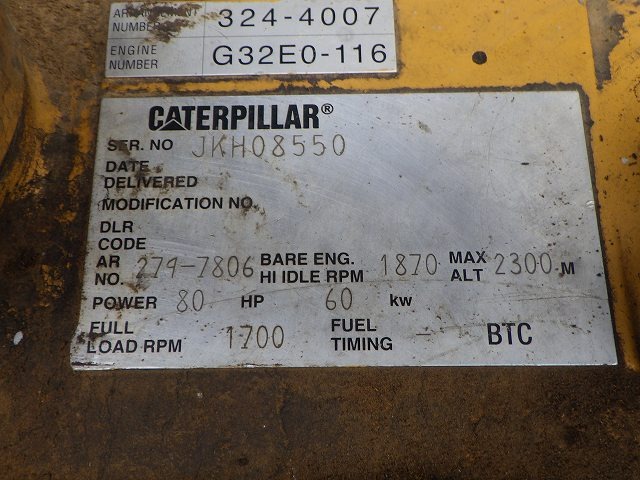 ARRANGEMENT NUMBER 324-4007
ENGINE NUMBER G32E0-116
CATERPILLAR®
SER. NO JKH08550
DATE DELIVERED
MODIFICATION NO.
DLR CODE
AR NO. 279-7806 BARE ENG. HI IDLE RPM 1870 MAX ALT 2300 M
POWER 80 HP 60 kw
FULL LOAD RPM 1700 FUEL TIMING — BTC